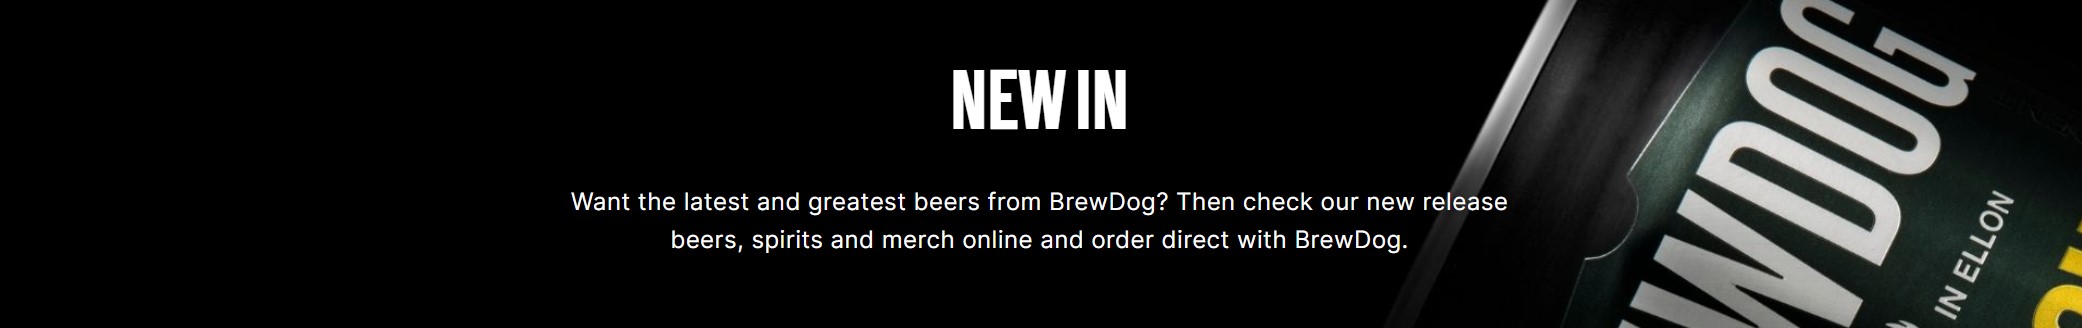 NEW IN
Want the latest and greatest beers from BrewDog? Then check our new release
beers, spirits and merch online and order direct with BrewDog.
WDOG
IN ELLON